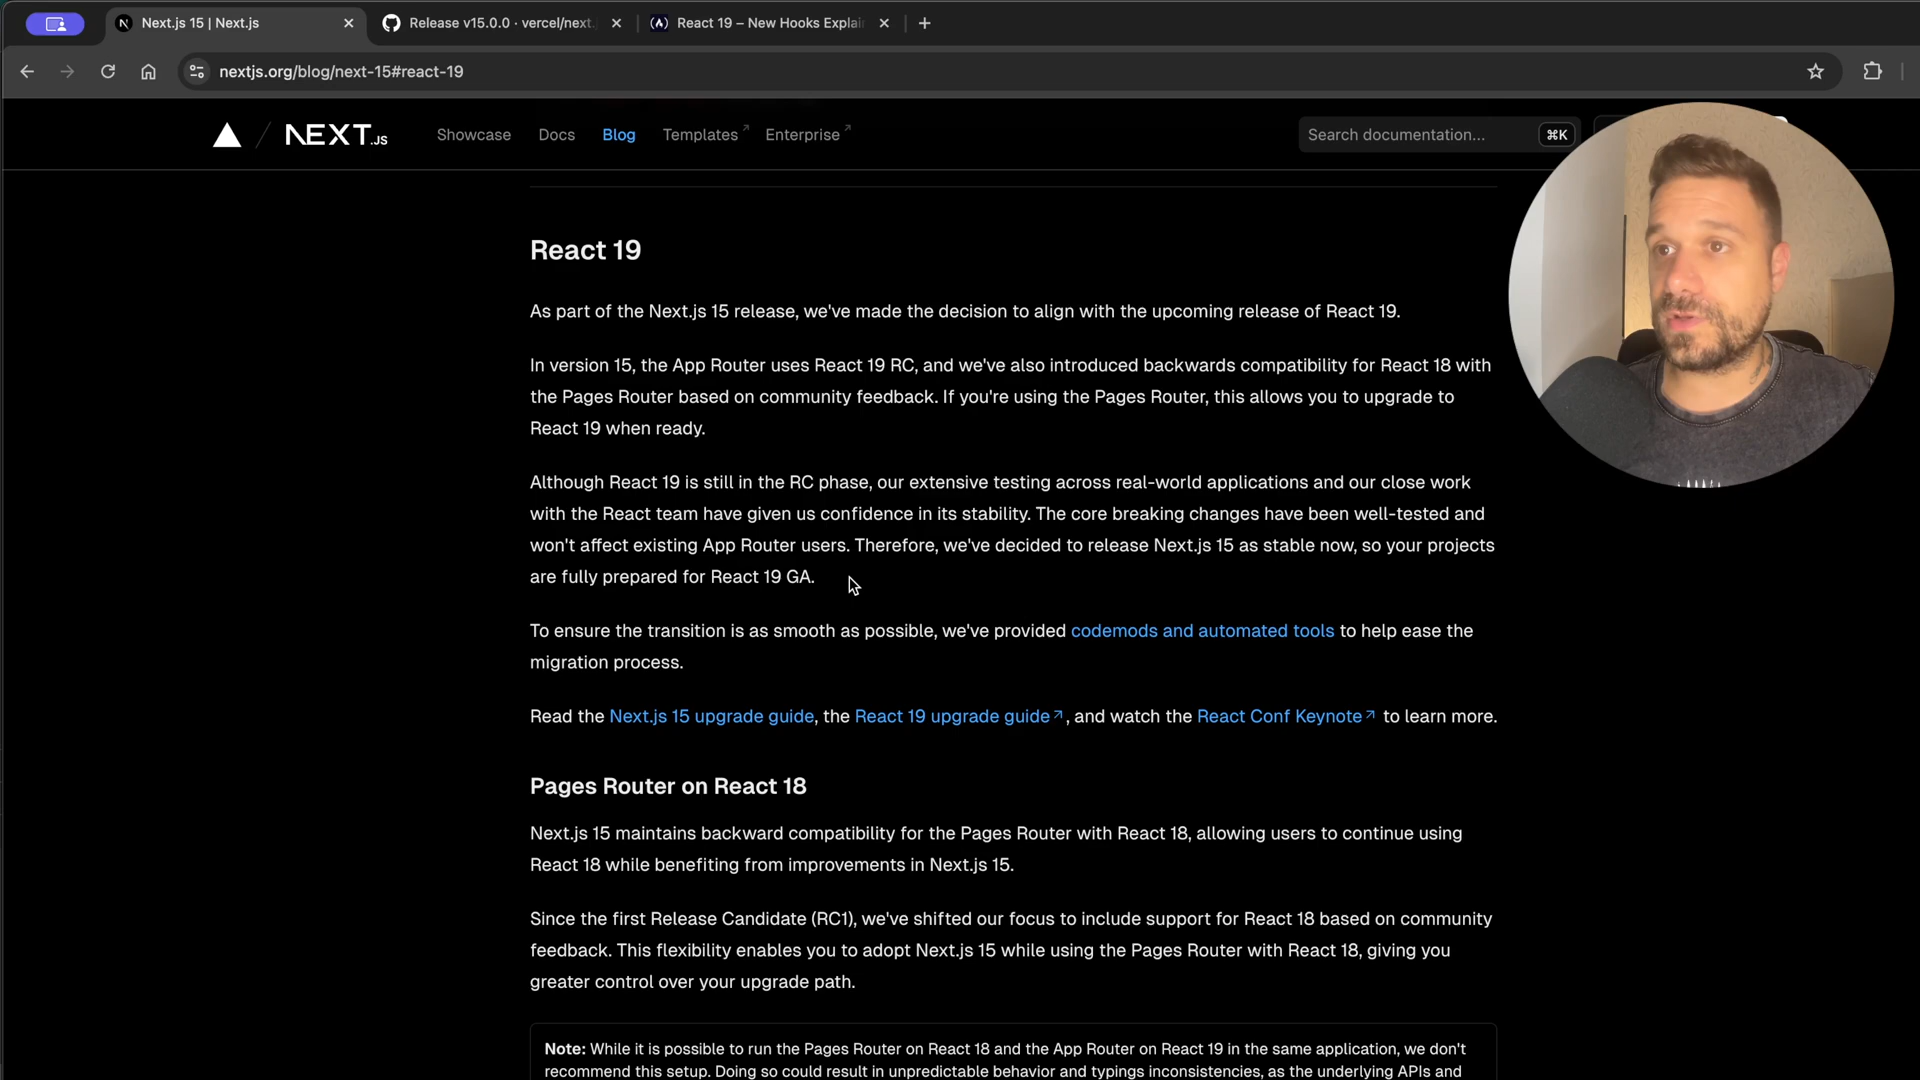 Next.js 15 | Next.js
Release v15.0.0 · vercel/next.
React 19 – New Hooks Explai
nextjs.org/blog/next-15#react-19
NEXT.JS
Showcase
Docs
Blog
Templates
Enterprise
Search documentation...
⌘K
React 19
As part of the Next.js 15 release, we've made the decision to align with the upcoming release of React 19.
In version 15, the App Router uses React 19 RC, and we've also introduced backwards compatibility for React 18 with
the Pages Router based on community feedback. If you're using the Pages Router, this allows you to upgrade to
React 19 when ready.
Although React 19 is still in the RC phase, our extensive testing across real-world applications and our close work
with the React team have given us confidence in its stability. The core breaking changes have been well-tested and
won't affect existing App Router users. Therefore, we've decided to release Next.js 15 as stable now, so your projects
are fully prepared for React 19 GA.
To ensure the transition is as smooth as possible, we've provided codemods and automated tools to help ease the
migration process.
Read the Next.js 15 upgrade guide, the React 19 upgrade guide↗, and watch the React Conf Keynote↗ to learn more.
Pages Router on React 18
Next.js 15 maintains backward compatibility for the Pages Router with React 18, allowing users to continue using
React 18 while benefiting from improvements in Next.js 15.
Since the first Release Candidate (RC1), we've shifted our focus to include support for React 18 based on community
feedback. This flexibility enables you to adopt Next.js 15 while using the Pages Router with React 18, giving you
greater control over your upgrade path.
Note: While it is possible to run the Pages Router on React 18 and the App Router on React 19 in the same application, we don't
recommend this setup. Doing so could result in unpredictable behavior and typings inconsistencies, as the underlying APIs and